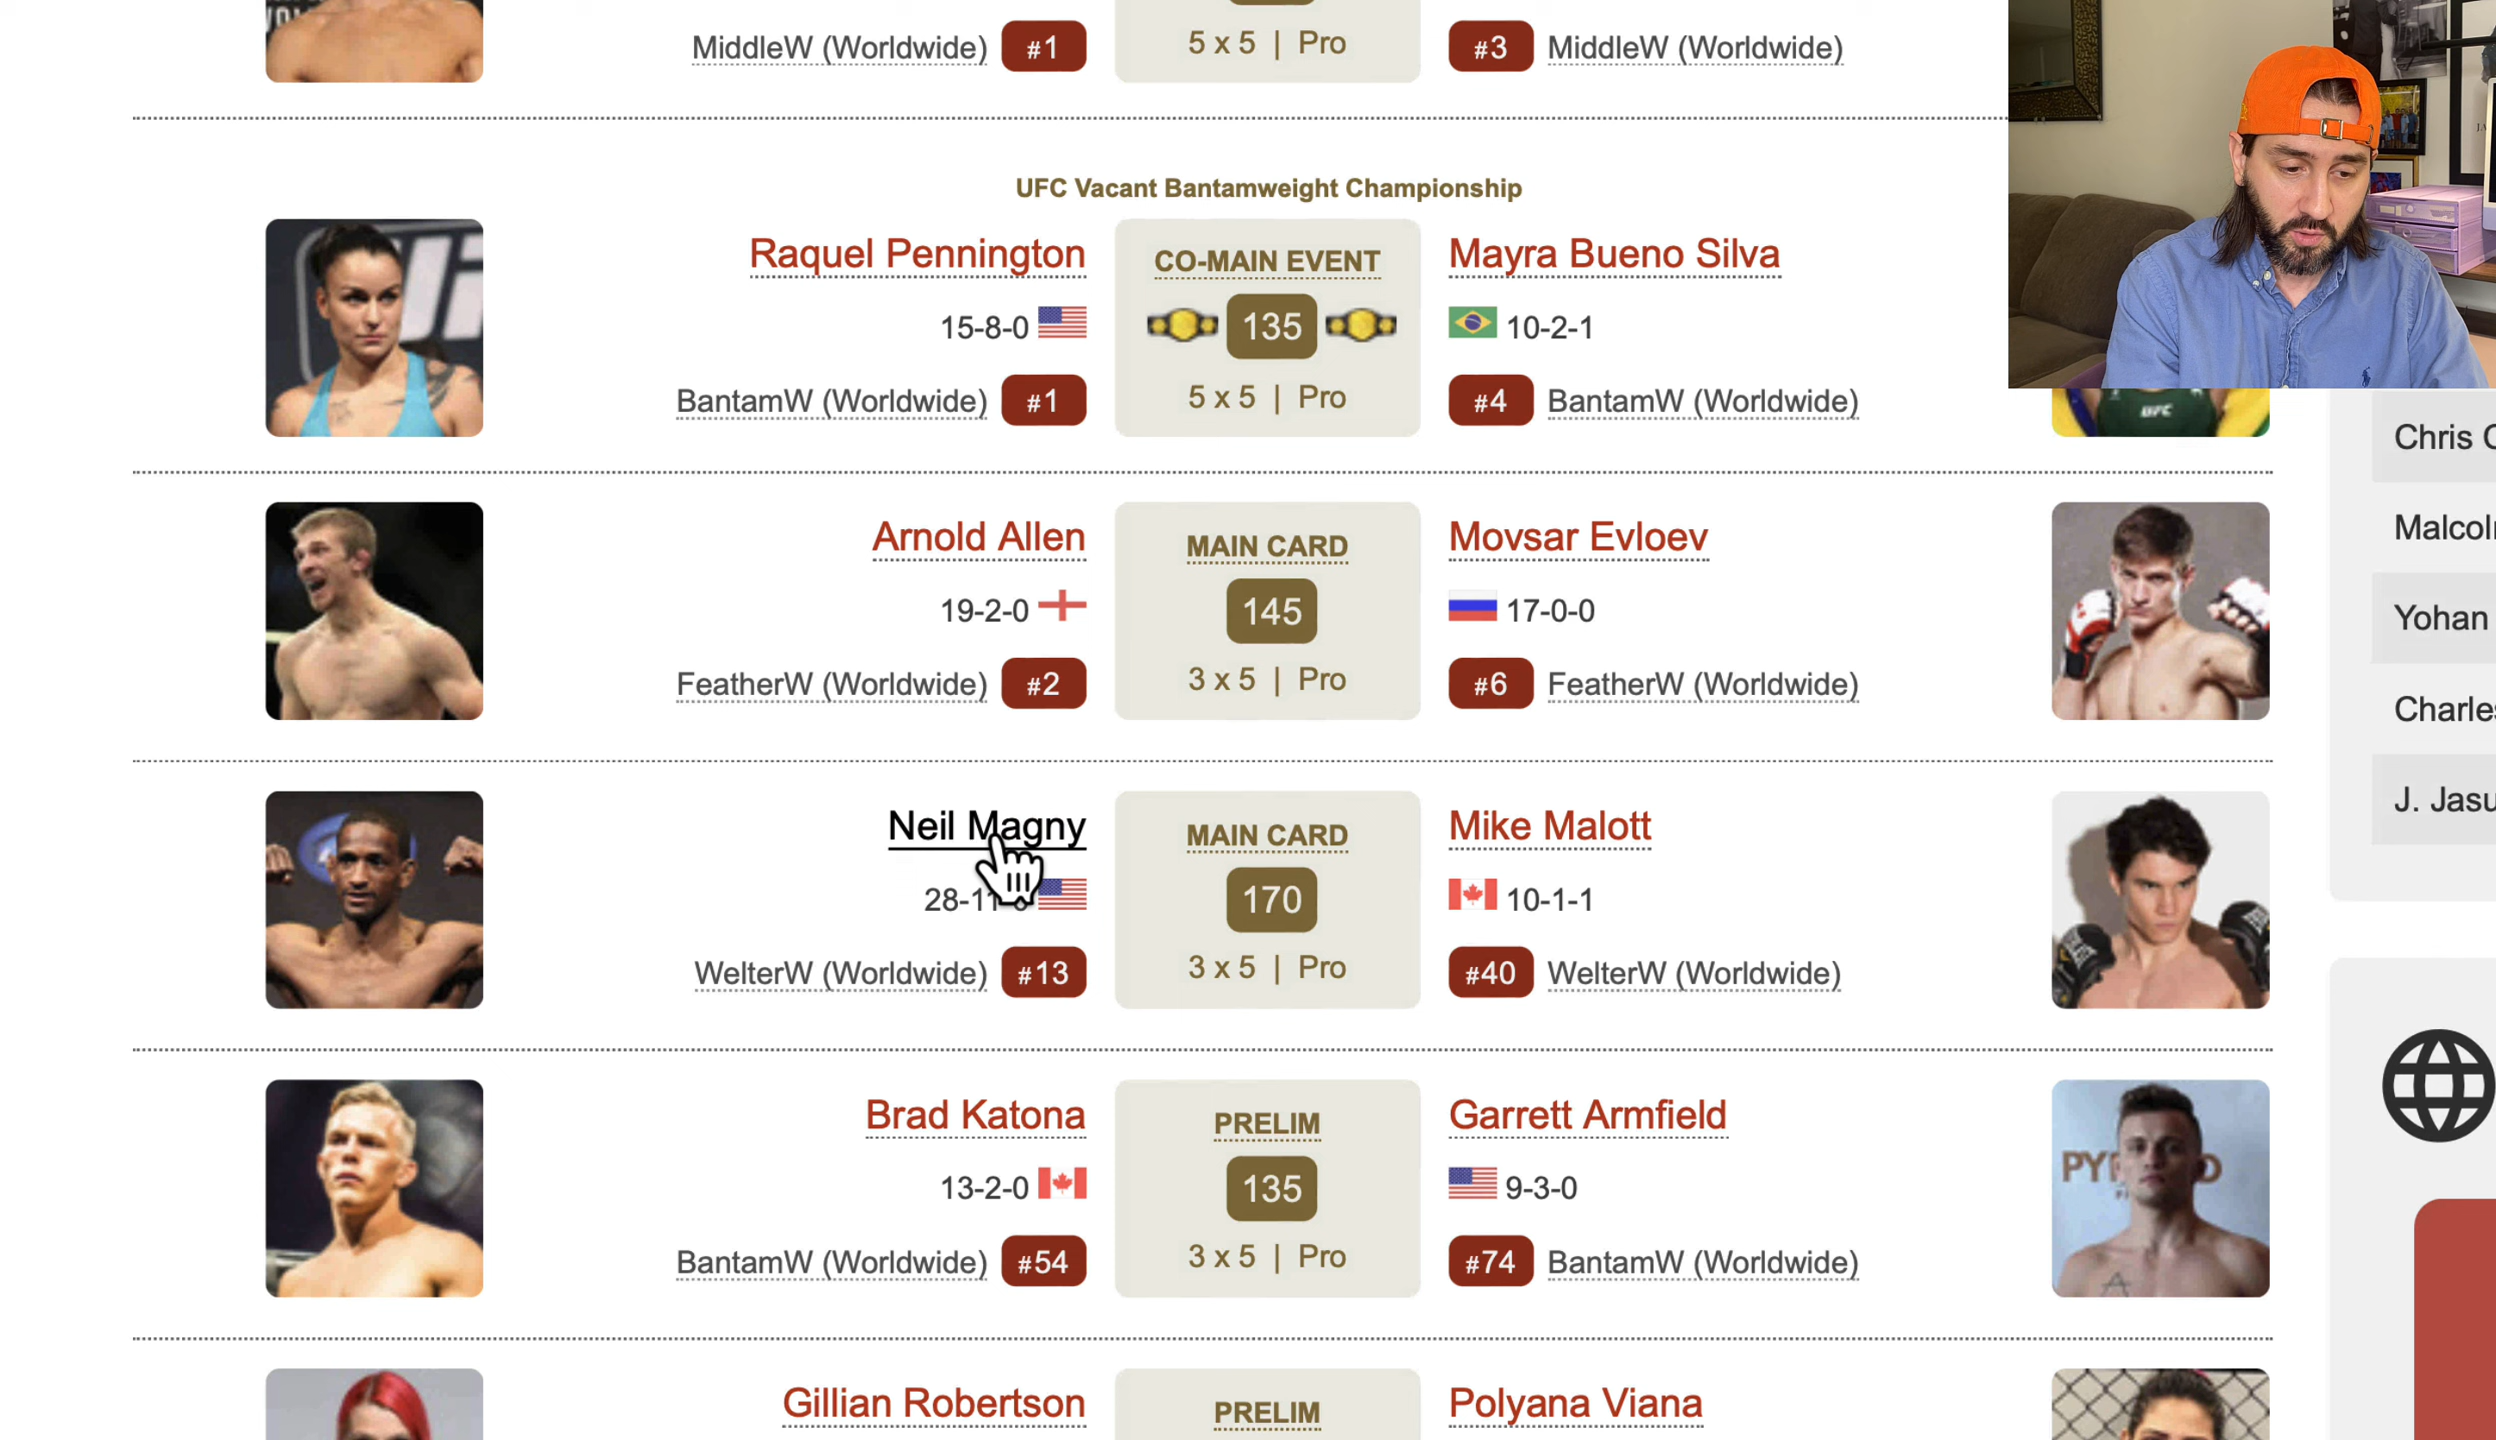 MiddleW (Worldwide) #1
5 x 5 | Pro
#3 MiddleW (Worldwide)
UFC Vacant Bantamweight Championship
Raquel Pennington
CO-MAIN EVENT
Mayra Bueno Silva
15-8-0
135
10-2-1
BantamW (Worldwide) #1
5 x 5 | Pro
#4 BantamW (Worldwide)
UFC
Chris
Arnold Allen
MAIN CARD
Movsar Evloev
19-2-0
145
17-0-0
FeatherW (Worldwide) #2
3 x 5 | Pro
#6 FeatherW (Worldwide)
Yohan
Neil Magny
MAIN CARD
Mike Malott
170
10-1-1
WelterW (Worldwide) #13
3 x 5 | Pro
#40 WelterW (Worldwide)
J.
Brad Katona
PRELIM
Garrett Armfield
13-2-0
135
9-3-0
BantamW (Worldwide) #54
3 x 5 | Pro
#74 BantamW (Worldwide)
Gillian Robertson
PRELIM
Polyana Viana